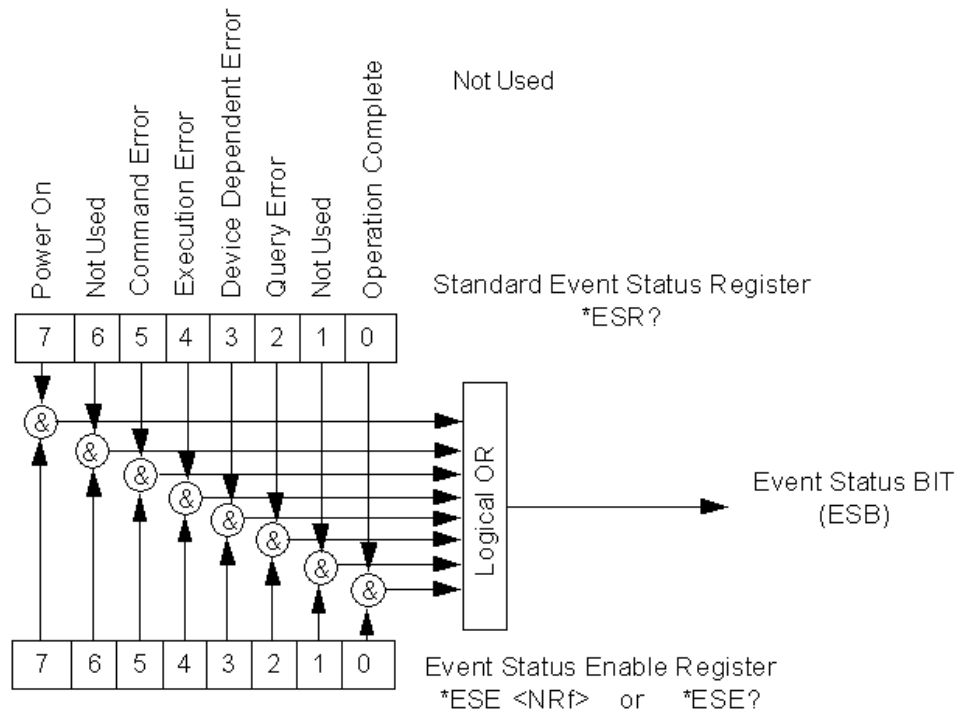 Not Used
Power On
Not Used
Command Error
Execution Error
Device Dependent Error
Query Error
Not Used
Operation Complete
Standard Event Status Register
*ESR?
7 6 5 4 3 2 1 0
&
&
&
&
&
&
&
&
Logical OR
Event Status BIT
(ESB)
7 6 5 4 3 2 1 0
Event Status Enable Register
*ESE <NRf> or *ESE?